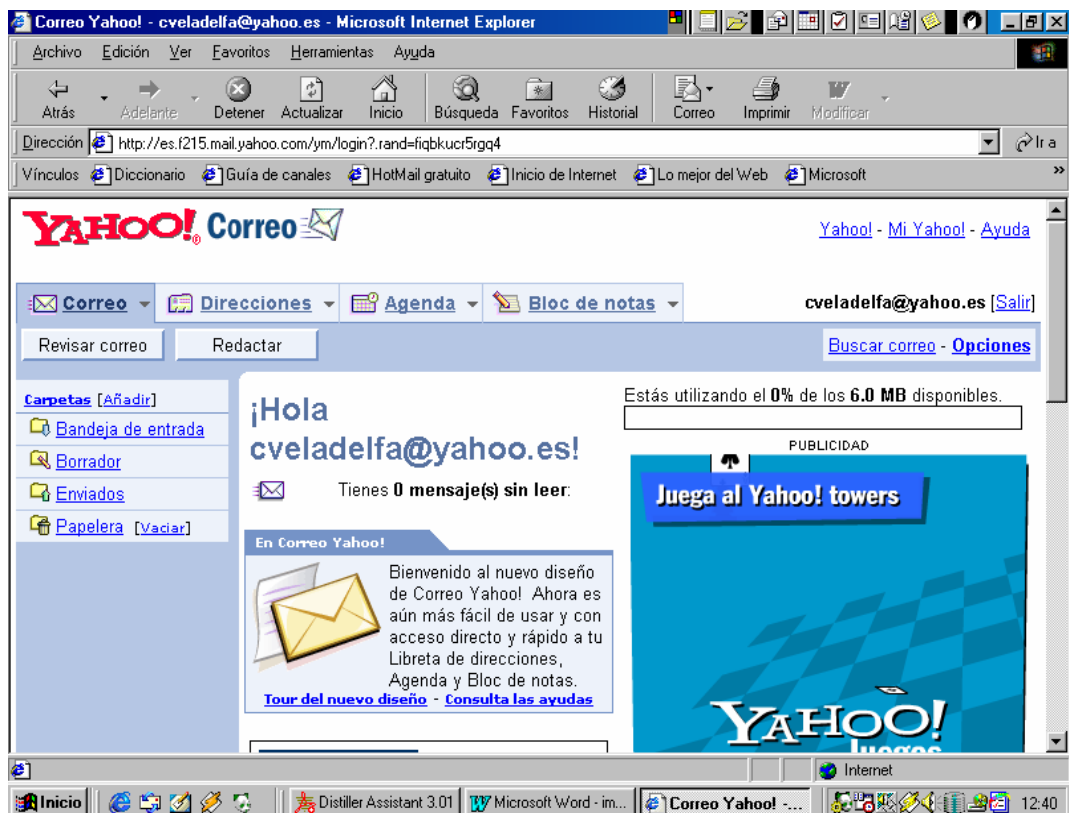 Correo Yahoo! - cveladelfa@yahoo.es - Microsoft Internet Explorer
Archivo Edición Ver Favoritos Herramientas Ayuda
Atrás Adelante Detener Actualizar Inicio Búsqueda Favoritos Historial Correo Imprimir Modificar
Dirección http://es.f215.mail.yahoo.com/ym/login?.rand=fiqbkucr5rgq4 Ir a
Vínculos Diccionario Guía de canales HotMail gratuito Inicio de Internet Lo mejor del Web Microsoft »
YAHOO!® Correo
Yahoo! - Mi Yahoo! - Ayuda
Correo Direcciones Agenda Bloc de notas cveladelfa@yahoo.es [Salir]
Revisar correo Redactar Buscar correo - Opciones
Carpetas [Añadir]
Bandeja de entrada
Borrador
Enviados
Papelera [Vaciar]
¡Hola
cveladelfa@yahoo.es!
Tienes 0 mensaje(s) sin leer:
En Correo Yahoo!
Bienvenido al nuevo diseño
de Correo Yahoo! Ahora es
aún más fácil de usar y con
acceso directo y rápido a tu
Libreta de direcciones,
Agenda y Bloc de notas.
Tour del nuevo diseño - Consulta las ayudas
Estás utilizando el 0% de los 6.0 MB disponibles.
PUBLICIDAD
Juega al Yahoo! towers
YAHOO!
Juegos
Internet
Inicio Distiller Assistant 3.01 Microsoft Word - im... Correo Yahoo! -... 12:40